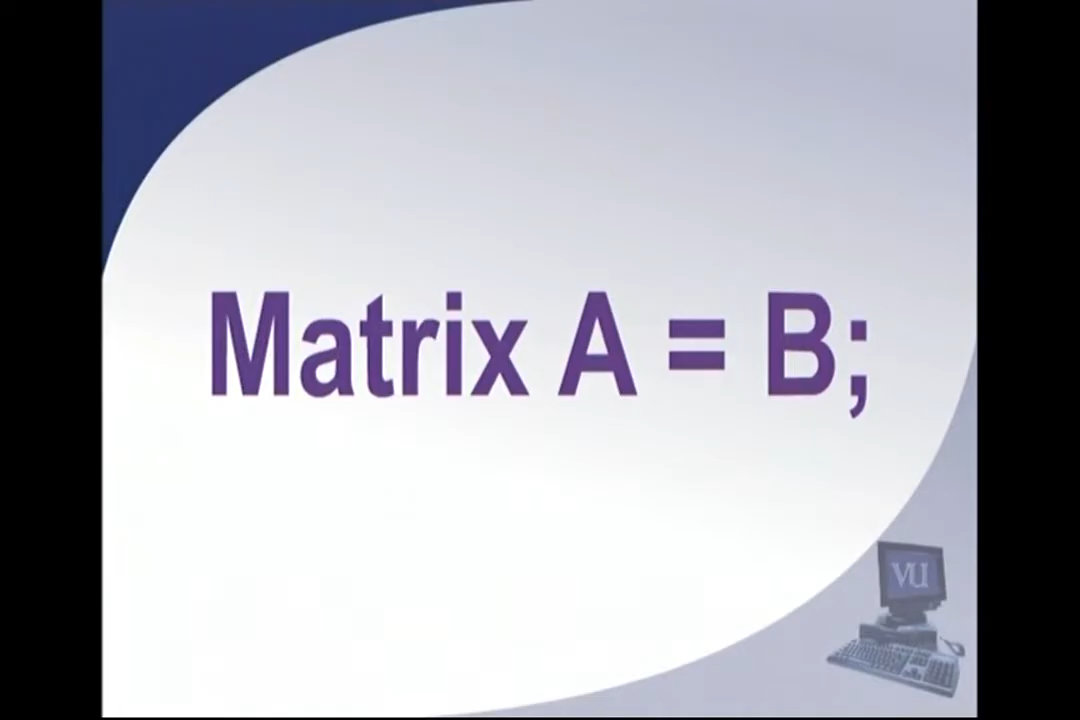 Matrix A = B;
VU